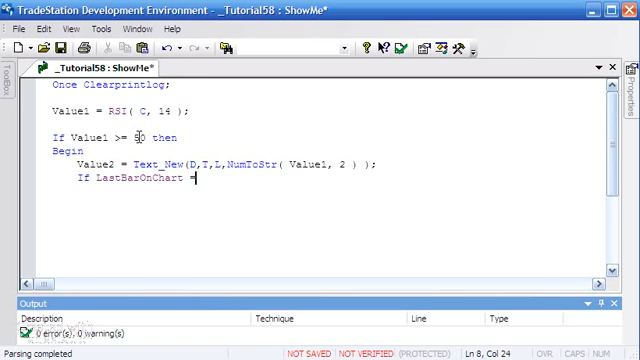 TradeStation Development Environment - [_Tutorial58 : ShowMe*]
File Edit View Tools Window Help
_Tutorial58 : ShowMe*
ToolBox
Properties
Once Clearprintlog;
Value1 = RSI( C, 14 );
If Value1 >= 50 then
Begin
Value2 = Text_New(D,T,L,NumToStr( Value1, 2 ) );
If LastBarOnChart =
Output
Description Technique Line Type
0 error(s), 0 warning(s)
Parsing completed NOT SAVED NOT VERIFIED (PROTECTED) Ln 8, Col 24 OVR CAPS NUM